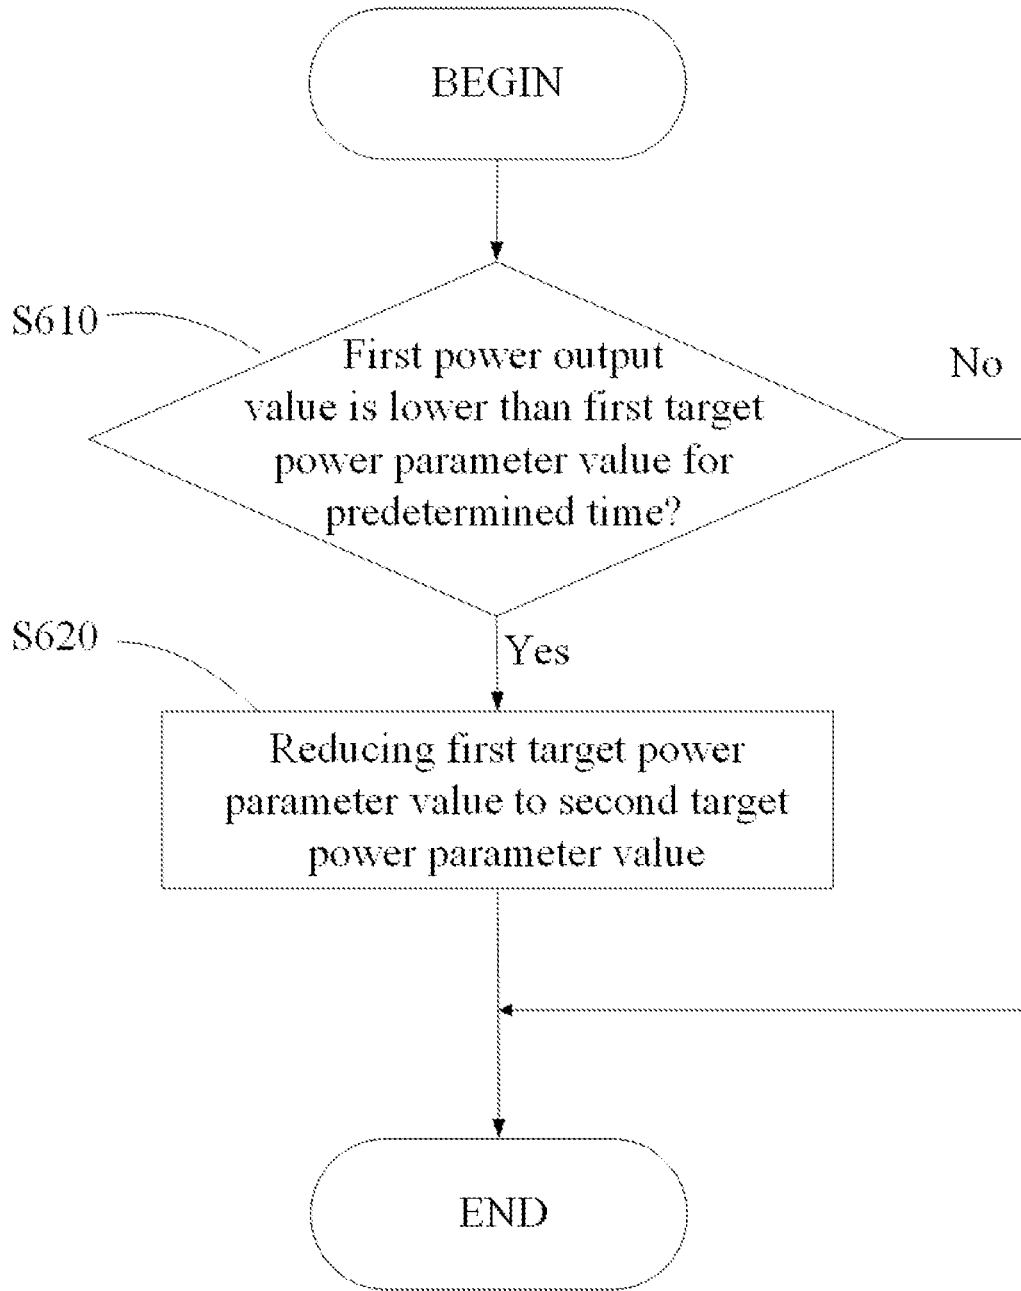 BEGIN
S610
First power output
value is lower than first target
power parameter value for
predetermined time?
No
Yes
S620
Reducing first target power
parameter value to second target
power parameter value
END